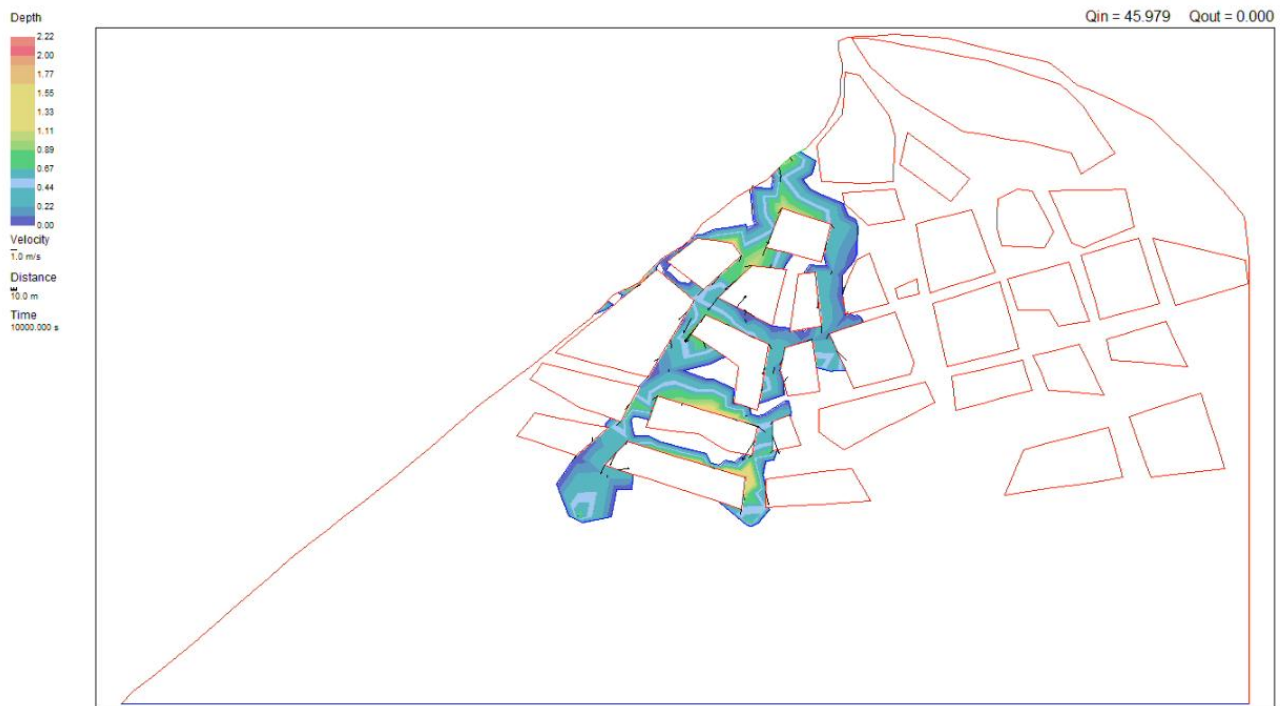 Qin = 45.979 Qout = 0.000
Depth
2.22
2.00
1.77
1.55
1.33
1.11
0.89
0.67
0.44
0.22
0.00
Velocity
1.0 m/s
Distance
10.0 m
Time
10000.000 s